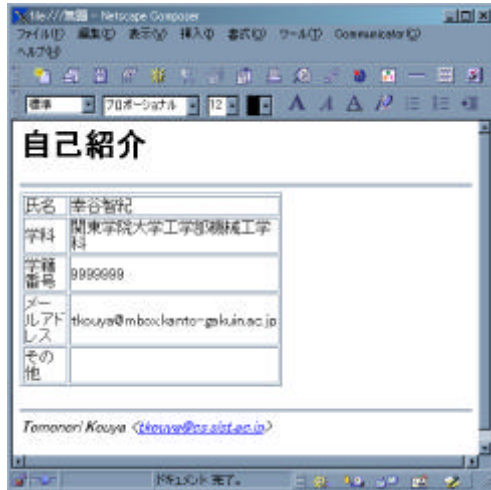 file:///無題 - Netscape Composer
ファイル(F) 編集(E) 表示(V) 挿入(I) 書式(O) ツール(T) Communicator(C)
ヘルプ(H)
標準 プロポーショナル 12
自己紹介
氏名 幸谷智紀
学科 関東学院大学工学部機械工学
科
学籍
番号 9999999
メー
ルアド
レス tkouya@mbox.kanto-gakuin.ac.jp
その
他
Tomonori Kouya <tkouya@cs.sist.ac.jp>
ドキュメント 完了。